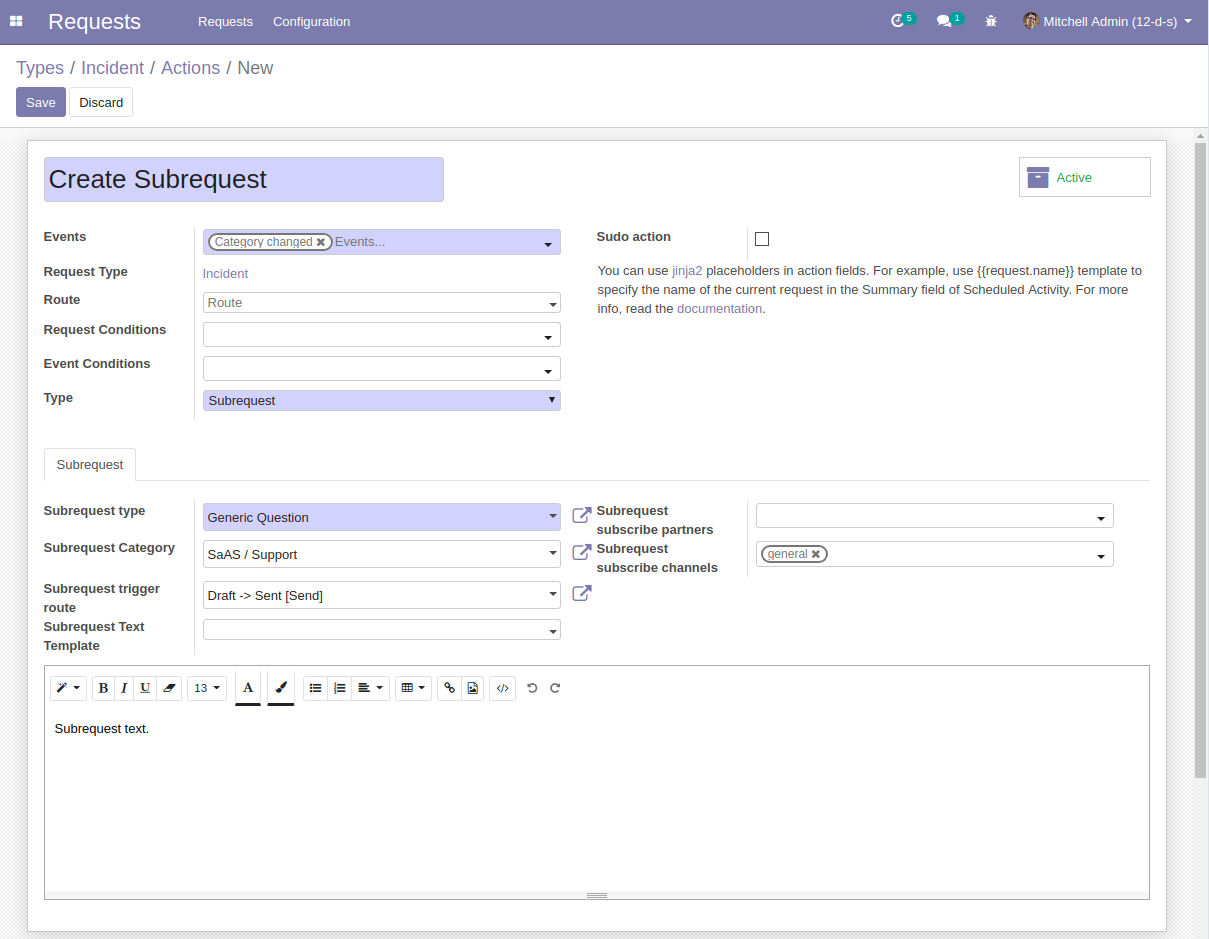 Requests
Requests Configuration
5 1 Mitchell Admin (12-d-s)
Types / Incident / Actions / New
Save Discard
Create Subrequest
Active
Events
Category changed Events...
Request Type
Incident
Route
Route
Request Conditions
Event Conditions
Type
Subrequest
Sudo action
You can use jinja2 placeholders in action fields. For example, use {{request.name}} template to
specify the name of the current request in the Summary field of Scheduled Activity. For more
info, read the documentation.
Subrequest
Subrequest type
Generic Question
Subrequest Category
SaAS / Support
Subrequest trigger
route
Draft -> Sent [Send]
Subrequest Text
Template
Subrequest
subscribe partners
Subrequest
subscribe channels
general
B I U 13 A </>
Subrequest text.